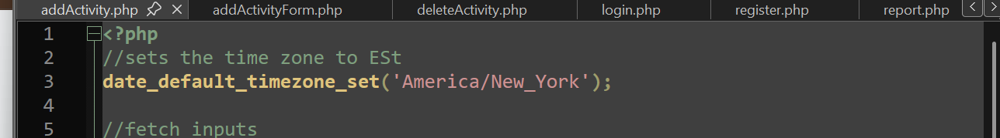 addActivity.php addActivityForm.php deleteActivity.php login.php register.php report.php
1 <?php
2 //sets the time zone to ESt
3 date_default_timezone_set('America/New_York');
4
5 //fetch inputs